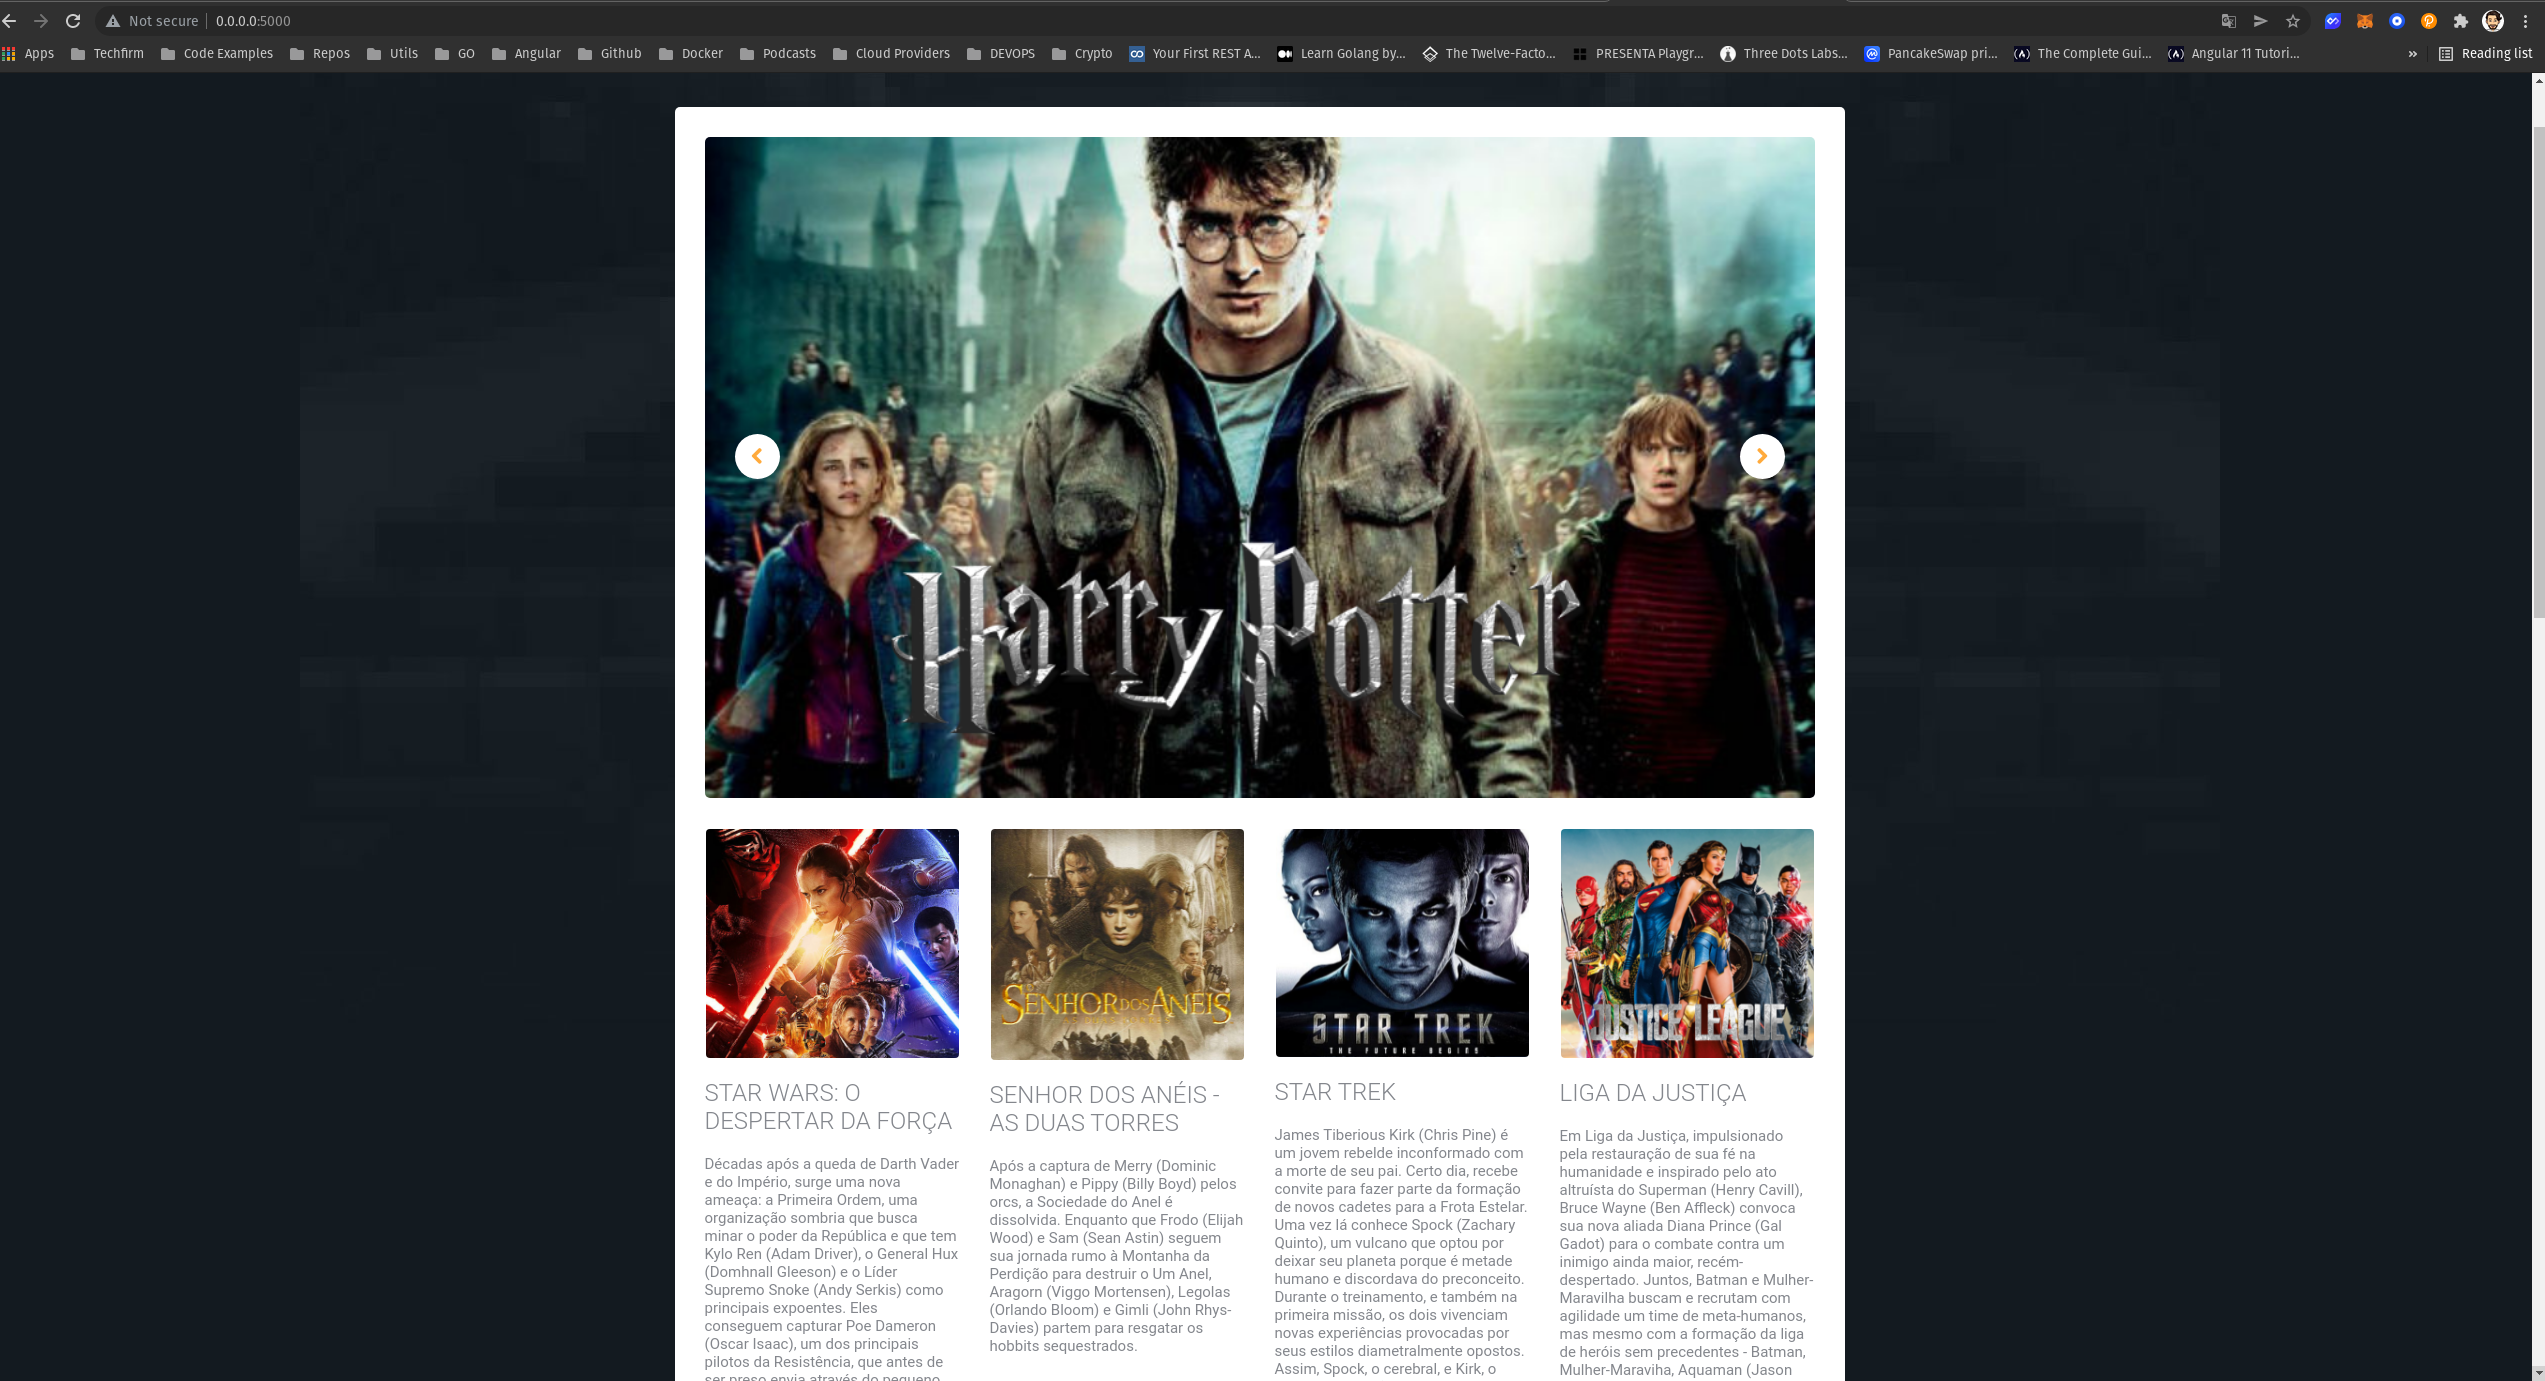 Not secure 0.0.0.0:5000
Apps Techfirm Code Examples Repos Utils GO Angular Github Docker Podcasts Cloud Providers DEVOPS Crypto Your First REST A... Learn Golang by... The Twelve-Facto... PRESENTA Playgr... Three Dots Labs... PancakeSwap pri... The Complete Gui... Angular 11 Tutori... » Reading list
Harry Potter
SENHOR DOS ANÉIS
STAR TREK
THE FUTURE BEGINS
JUSTICE LEAGUE
STAR WARS: O
DESPERTAR DA FORÇA
Décadas após a queda de Darth Vader
e do Império, surge uma nova
ameaça: a Primeira Ordem, uma
organização sombria que busca
minar o poder da República e que tem
Kylo Ren (Adam Driver), o General Hux
(Domhnall Gleeson) e o Líder
Supremo Snoke (Andy Serkis) como
principais expoentes. Eles
conseguem capturar Poe Dameron
(Oscar Isaac), um dos principais
pilotos da Resistência, que antes de
ser preso envia através do pequeno
SENHOR DOS ANÉIS -
AS DUAS TORRES
Após a captura de Merry (Dominic
Monaghan) e Pippy (Billy Boyd) pelos
orcs, a Sociedade do Anel é
dissolvida. Enquanto que Frodo (Elijah
Wood) e Sam (Sean Astin) seguem
sua jornada rumo à Montanha da
Perdição para destruir o Um Anel,
Aragorn (Viggo Mortensen), Legolas
(Orlando Bloom) e Gimli (John Rhys-
Davies) partem para resgatar os
hobbits sequestrados.
STAR TREK
James Tiberious Kirk (Chris Pine) é
um jovem rebelde inconformado com
a morte de seu pai. Certo dia, recebe
convite para fazer parte da formação
de novos cadetes para a Frota Estelar.
Uma vez lá conhece Spock (Zachary
Quinto), um vulcano que optou por
deixar seu planeta porque é metade
humano e discordava do preconceito.
Durante o treinamento, e também na
primeira missão, os dois vivenciam
novas experiências provocadas por
seus estilos diametralmente opostos.
Assim, Spock, o cerebral, e Kirk, o
LIGA DA JUSTIÇA
Em Liga da Justiça, impulsionado
pela restauração de sua fé na
humanidade e inspirado pelo ato
altruísta do Superman (Henry Cavill),
Bruce Wayne (Ben Affleck) convoca
sua nova aliada Diana Prince (Gal
Gadot) para o combate contra um
inimigo ainda maior, recém-
despertado. Juntos, Batman e Mulher-
Maravilha buscam e recrutam com
agilidade um time de meta-humanos,
mas mesmo com a formação da liga
de heróis sem precedentes - Batman,
Mulher-Maraviha, Aquaman (Jason